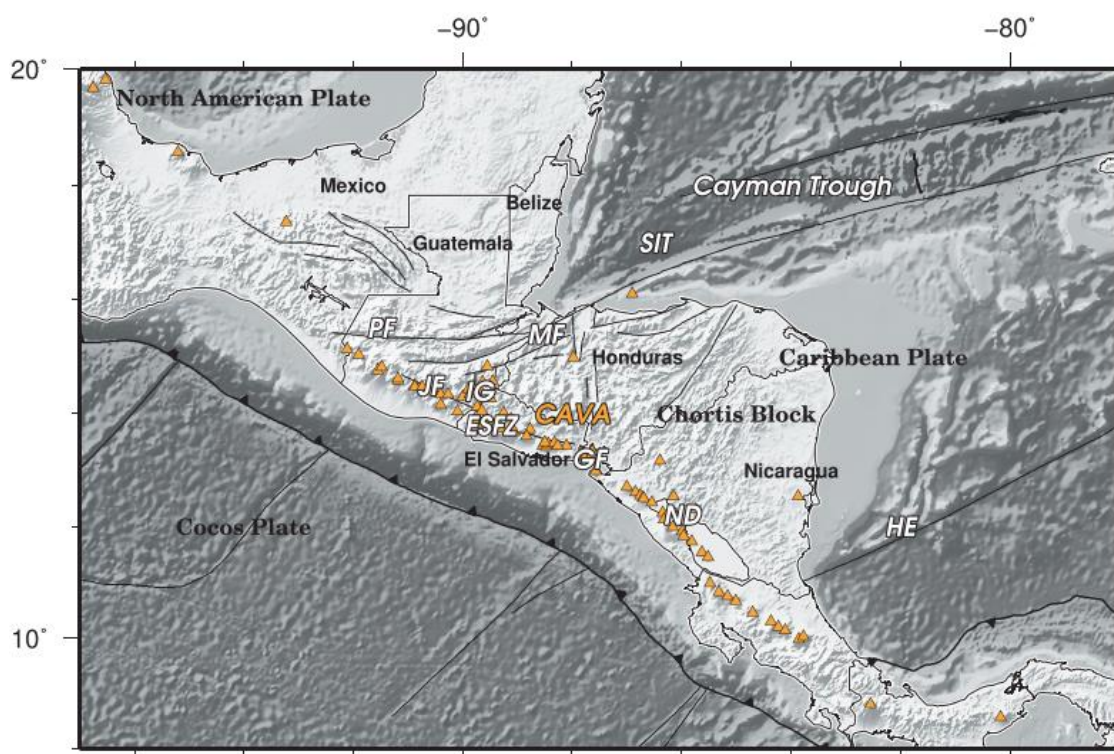 −90°
−80°
20°
North American Plate
Mexico
Cayman Trough
Belize
Guatemala
SIT
PF
MF
Honduras
Caribbean Plate
JF
IG
CAVA
Chortis Block
ESFZ
El Salvador
GF
Nicaragua
ND
Cocos Plate
HE
10°